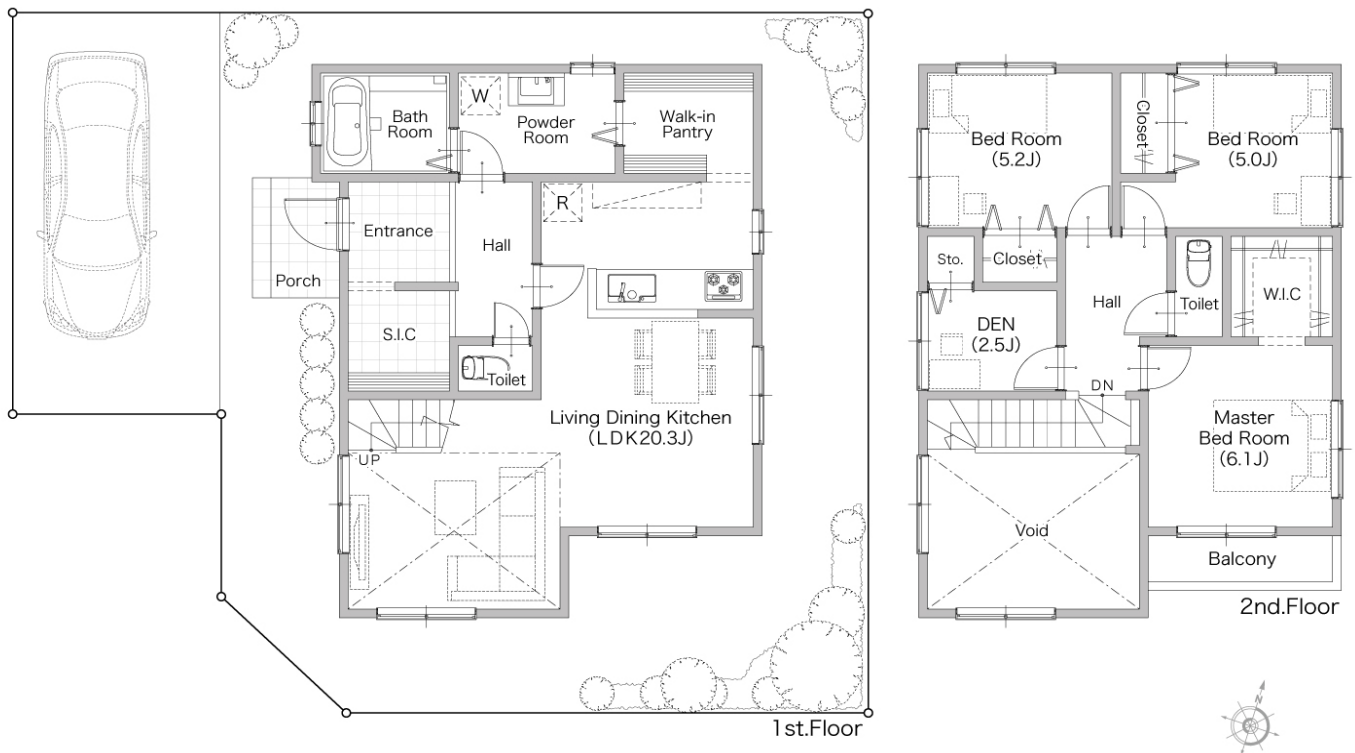 Bath
Room
W
Powder
Room
Walk-in
Pantry
R
Entrance
Hall
Porch
S.I.C
Toilet
Living Dining Kitchen
(LDK20.3J)
UP
1st.Floor
Bed Room
(5.2J)
Closet
Bed Room
(5.0J)
Sto.
Closet
Hall
Toilet
W.I.C
DEN
(2.5J)
DN
Master
Bed Room
(6.1J)
Void
Balcony
2nd.Floor
N